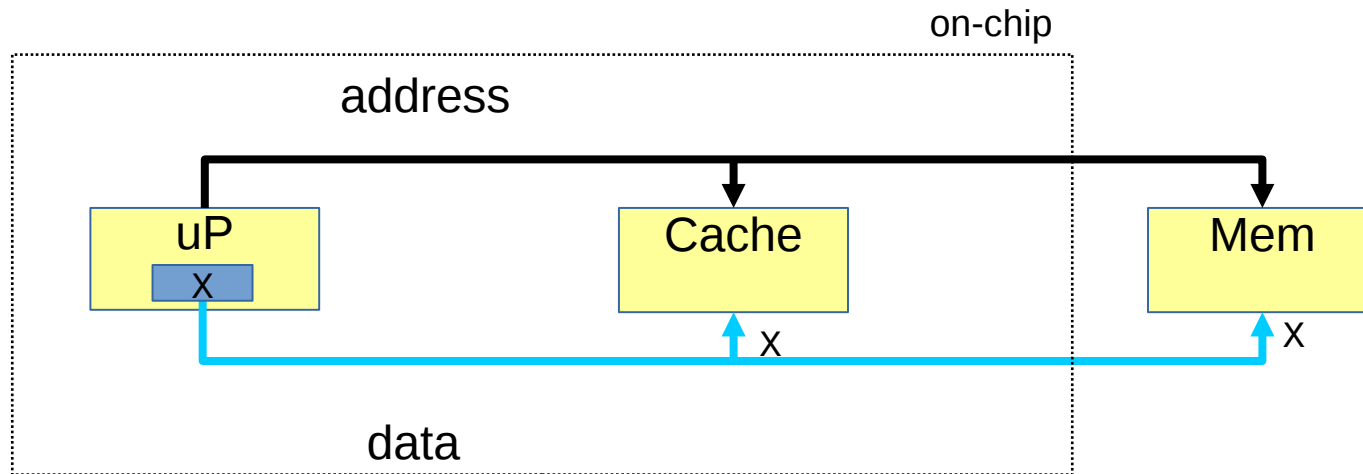 on-chip
address
uP
X
Cache
Mem
X
X
data